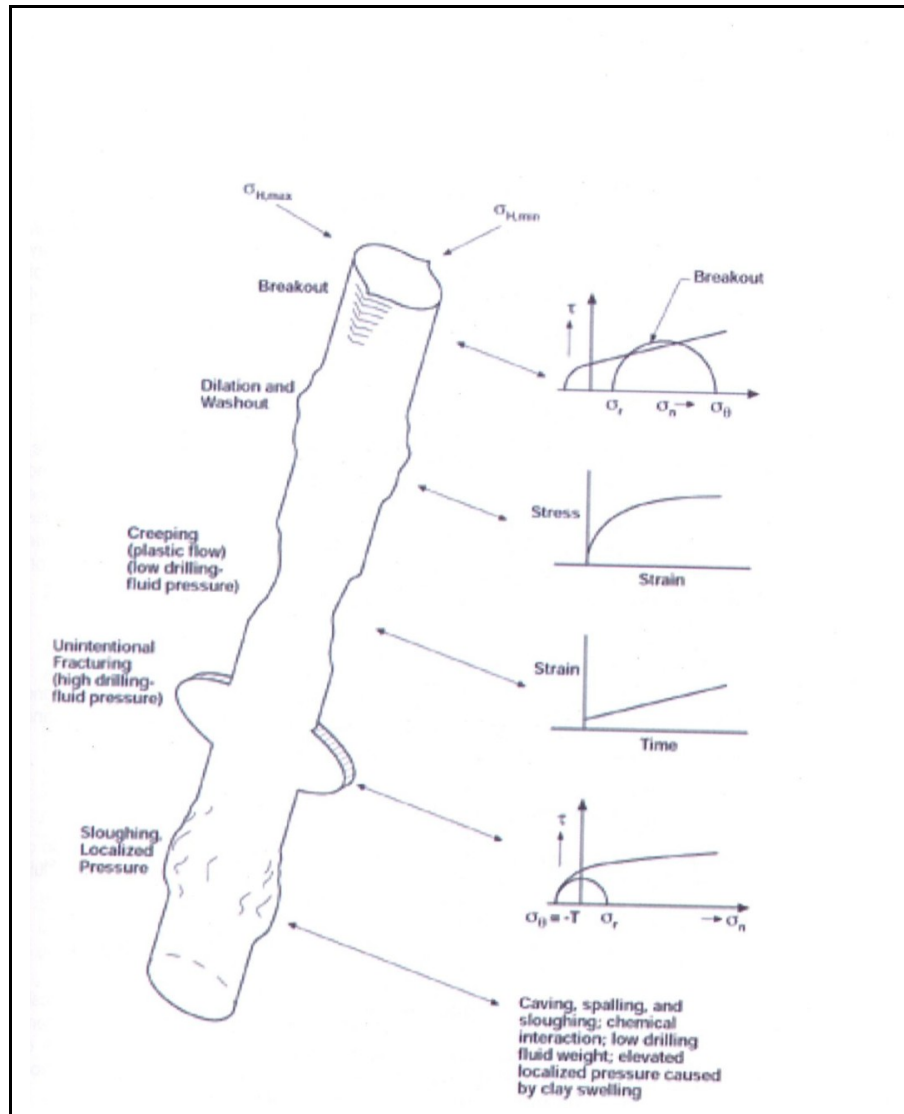 σH,max
σH,min
Breakout
Breakout
τ
σr
σn
σθ
Dilation and
Washout
Stress
Strain
Creeping
(plastic flow)
(low drilling-
fluid pressure)
Unintentional
Fracturing
(high drilling-
fluid pressure)
Strain
Time
Sloughing,
Localized
Pressure
τ
σθ = -T
σr
σn
Caving, spalling, and
sloughing; chemical
interaction; low drilling
fluid weight; elevated
localized pressure caused
by clay swelling